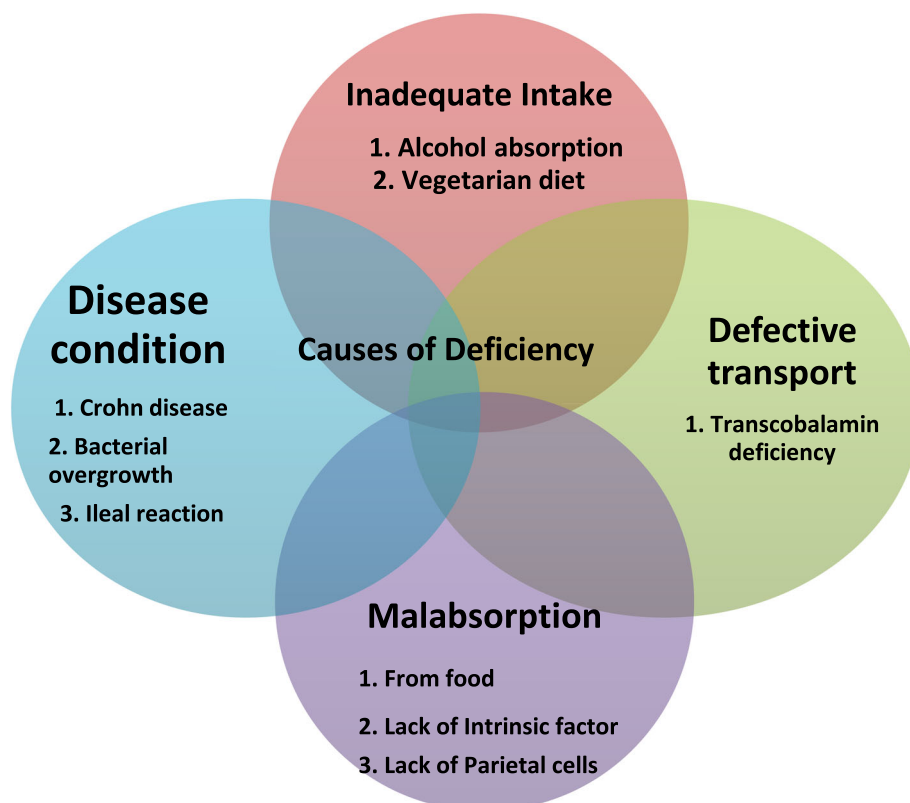 Inadequate Intake
1. Alcohol absorption
2. Vegetarian diet
Disease
condition
1. Crohn disease
2. Bacterial
overgrowth
3. Ileal reaction
Causes of Deficiency
Defective
transport
1. Transcobalamin
deficiency
Malabsorption
1. From food
2. Lack of Intrinsic factor
3. Lack of Parietal cells